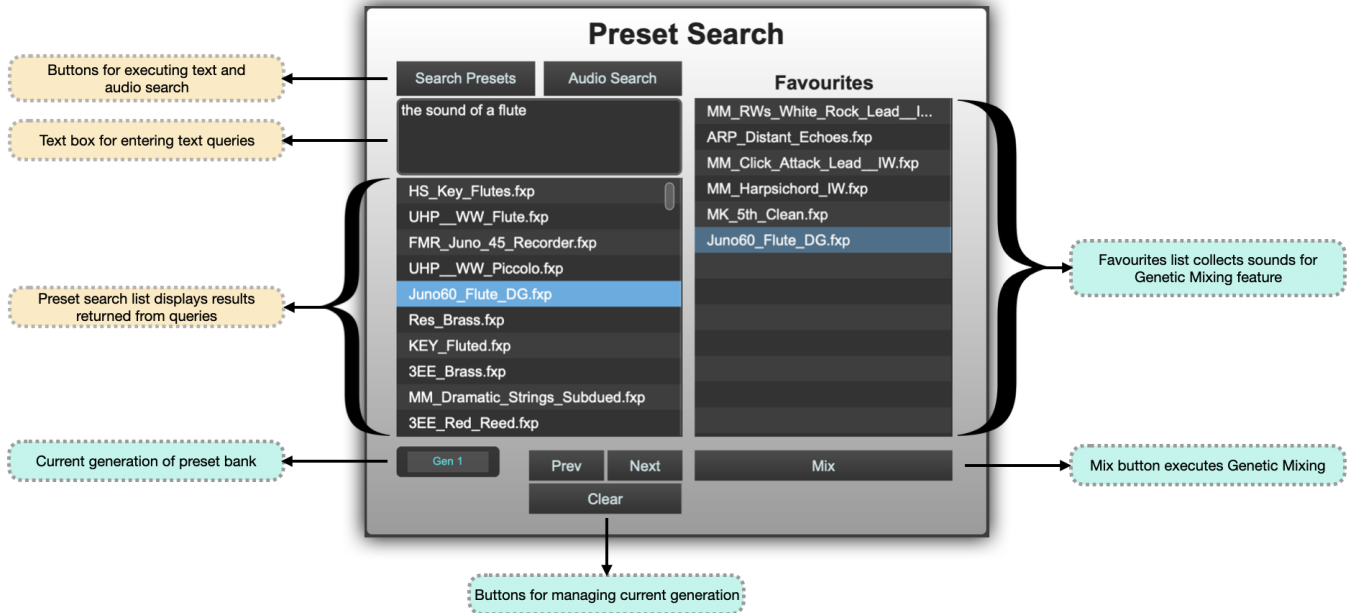 Preset Search
Buttons for executing text and
audio search
Search Presets
Audio Search
Favourites
Text box for entering text queries
the sound of a flute
Preset search list displays results
returned from queries
HS_Key_Flutes.fxp
UHP__WW_Flute.fxp
FMR_Juno_45_Recorder.fxp
UHP__WW_Piccolo.fxp
Juno60_Flute_DG.fxp
Res_Brass.fxp
KEY_Fluted.fxp
3EE_Brass.fxp
MM_Dramatic_Strings_Subdued.fxp
3EE_Red_Reed.fxp
MM_RWs_White_Rock_Lead__I...
ARP_Distant_Echoes.fxp
MM_Click_Attack_Lead__IW.fxp
MM_Harpsichord_IW.fxp
MK_5th_Clean.fxp
Juno60_Flute_DG.fxp
Favourites list collects sounds for
Genetic Mixing feature
Current generation of preset bank
Gen 1
Prev
Next
Clear
Mix
Mix button executes Genetic Mixing
Buttons for managing current generation